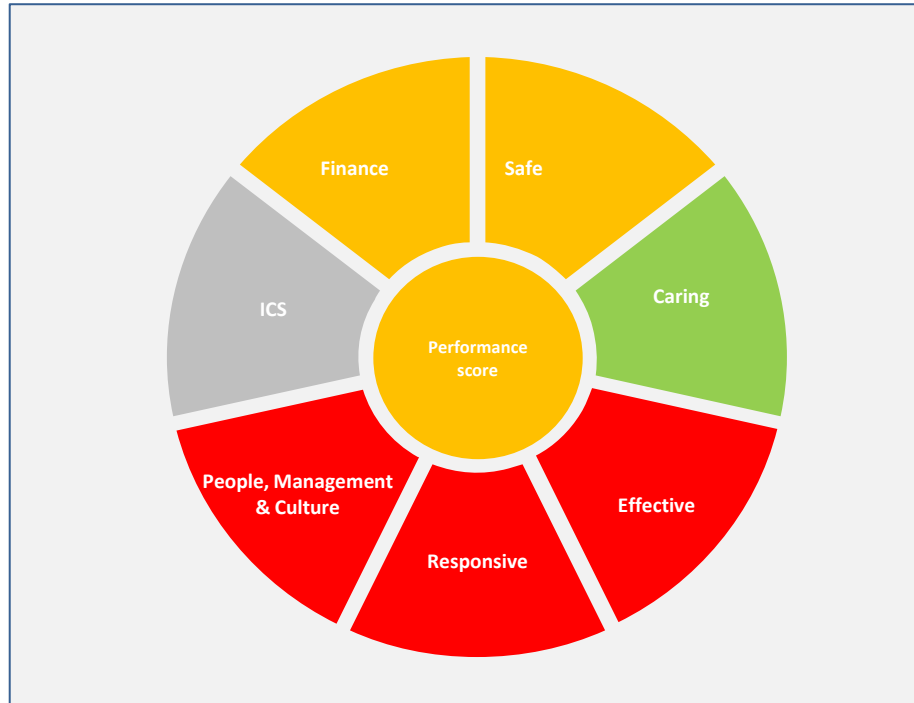 Finance
Safe
Caring
ICS
Performance
score
People, Management
& Culture
Effective
Responsive